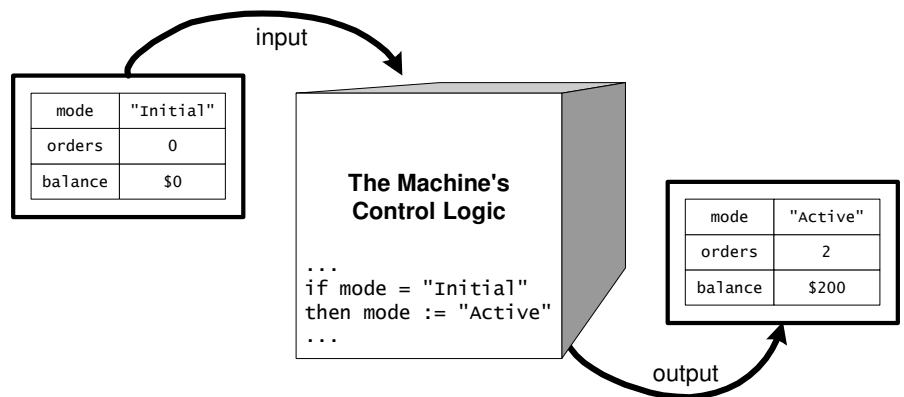 input
mode "Initial"
orders 0
balance $0
The Machine's
Control Logic
...
if mode = "Initial"
then mode := "Active"
...
mode "Active"
orders 2
balance $200
output